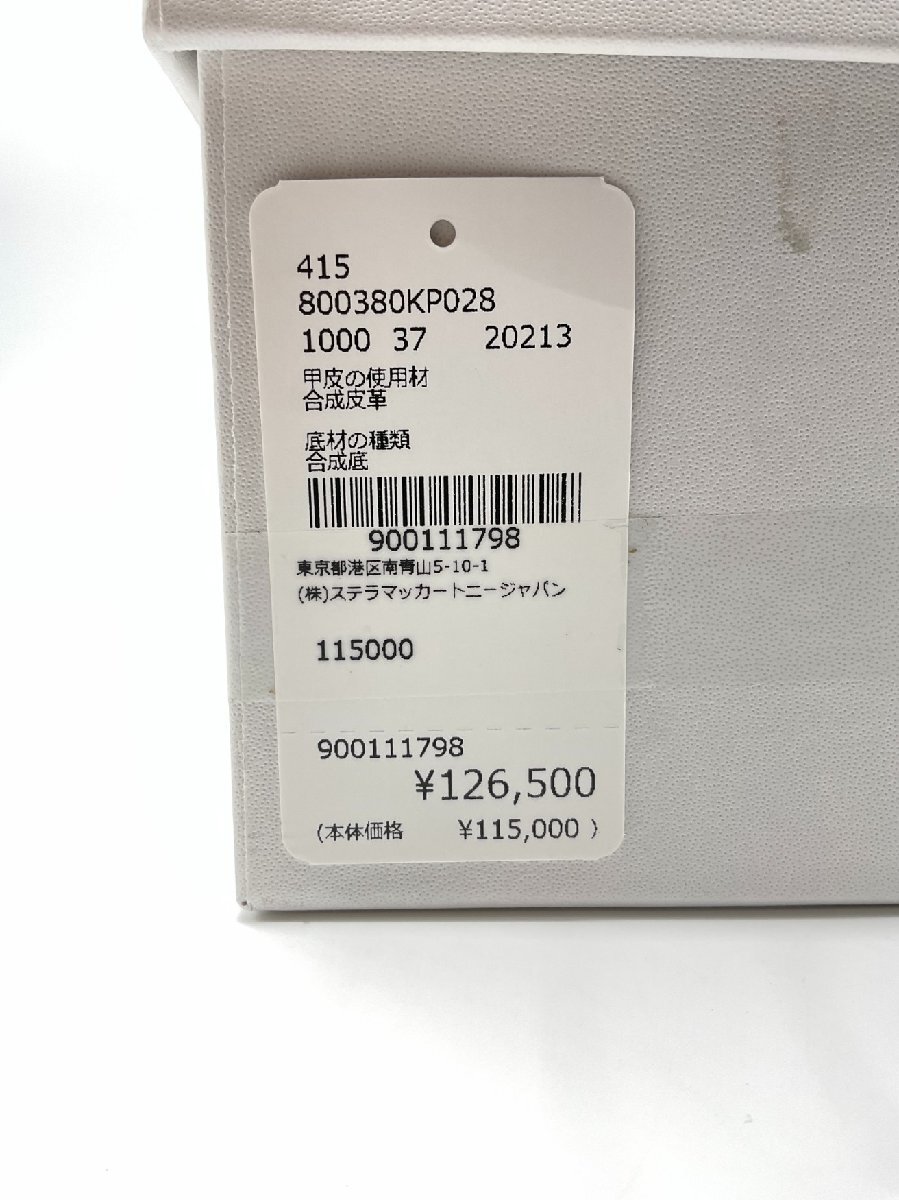 415
800380KP028
1000 37 20213
甲皮の使用材
合成皮革
底材の種類
合成底
900111798
東京都港区南青山5-10-1
(株)ステラマッカートニージャパン
115000
900111798
¥126,500
(本体価格 ¥115,000 )